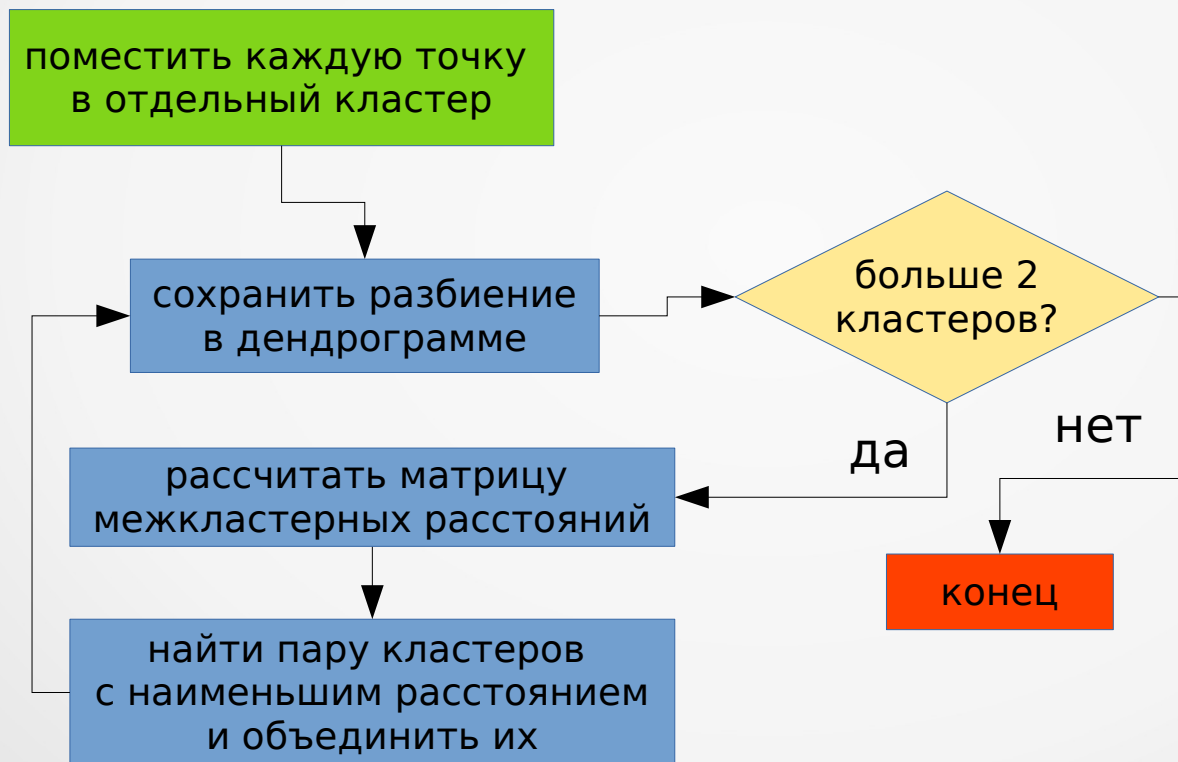 поместить каждую точку
в отдельный кластер
сохранить разбиение
в дендрограмме
больше 2
кластеров?
да
нет
рассчитать матрицу
межкластерных расстояний
конец
найти пару кластеров
с наименьшим расстоянием
и объединить их